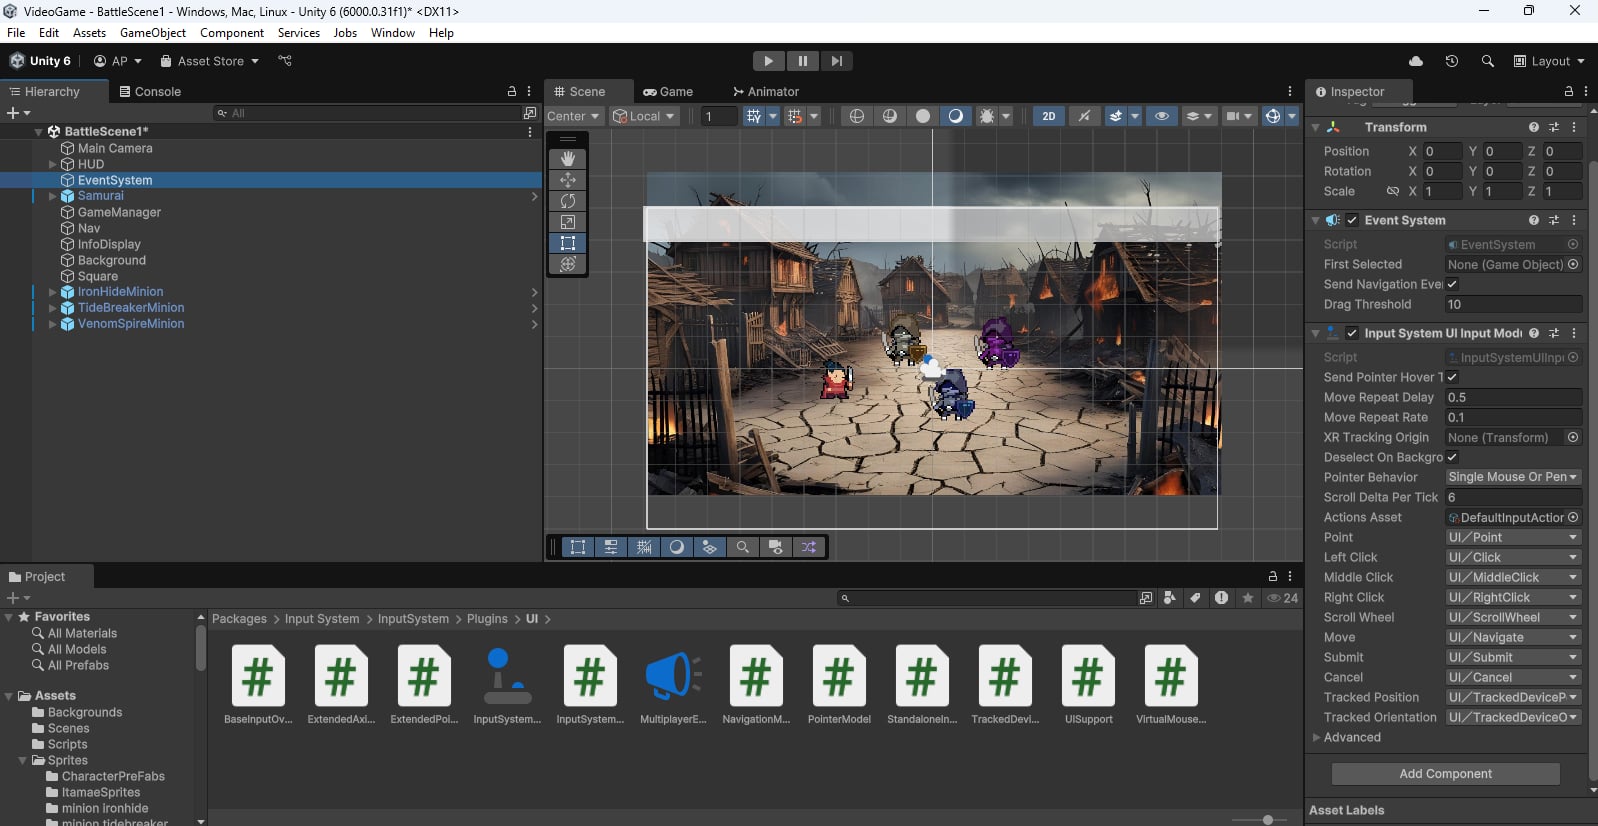 VideoGame - BattleScene1 - Windows, Mac, Linux - Unity 6 (6000.0.31f1)* <DX11>
File Edit Assets GameObject Component Services Jobs Window Help
Unity 6 AP Asset Store Layout
Hierarchy Console
All
BattleScene1*
Main Camera
HUD
EventSystem
Samurai
GameManager
Nav
InfoDisplay
Background
Square
IronHideMinion
TideBreakerMinion
VenomSpireMinion
Scene Game Animator
Center Local 1 2D
Inspector
Transform
Position X 0 Y 0 Z 0
Rotation X 0 Y 0 Z 0
Scale X 1 Y 1 Z 1
Event System
Script EventSystem
First Selected None (Game Object)
Send Navigation Eve
Drag Threshold 10
Input System UI Input Modu
Script InputSystemUIInpu
Send Pointer Hover T
Move Repeat Delay 0.5
Move Repeat Rate 0.1
XR Tracking Origin None (Transform)
Deselect On Backgro
Pointer Behavior Single Mouse Or Pen
Scroll Delta Per Tick 6
Actions Asset DefaultInputAction
Point UI/Point
Left Click UI/Click
Middle Click UI/MiddleClick
Right Click UI/RightClick
Scroll Wheel UI/ScrollWheel
Move UI/Navigate
Submit UI/Submit
Cancel UI/Cancel
Tracked Position UI/TrackedDeviceP
Tracked Orientation UI/TrackedDeviceO
Advanced
Add Component
Asset Labels
Project
24
Favorites
All Materials
All Models
All Prefabs
Assets
Backgrounds
Scenes
Scripts
Sprites
CharacterPreFabs
ItamaeSprites
minion ironhide
minion tidebreaker
Packages > Input System > InputSystem > Plugins > UI >
BaseInputOv... ExtendedAxi... ExtendedPoi... InputSystem... InputSystem... MultiplayerE... NavigationM... PointerModel StandaloneIn... TrackedDevi... UISupport VirtualMouse...